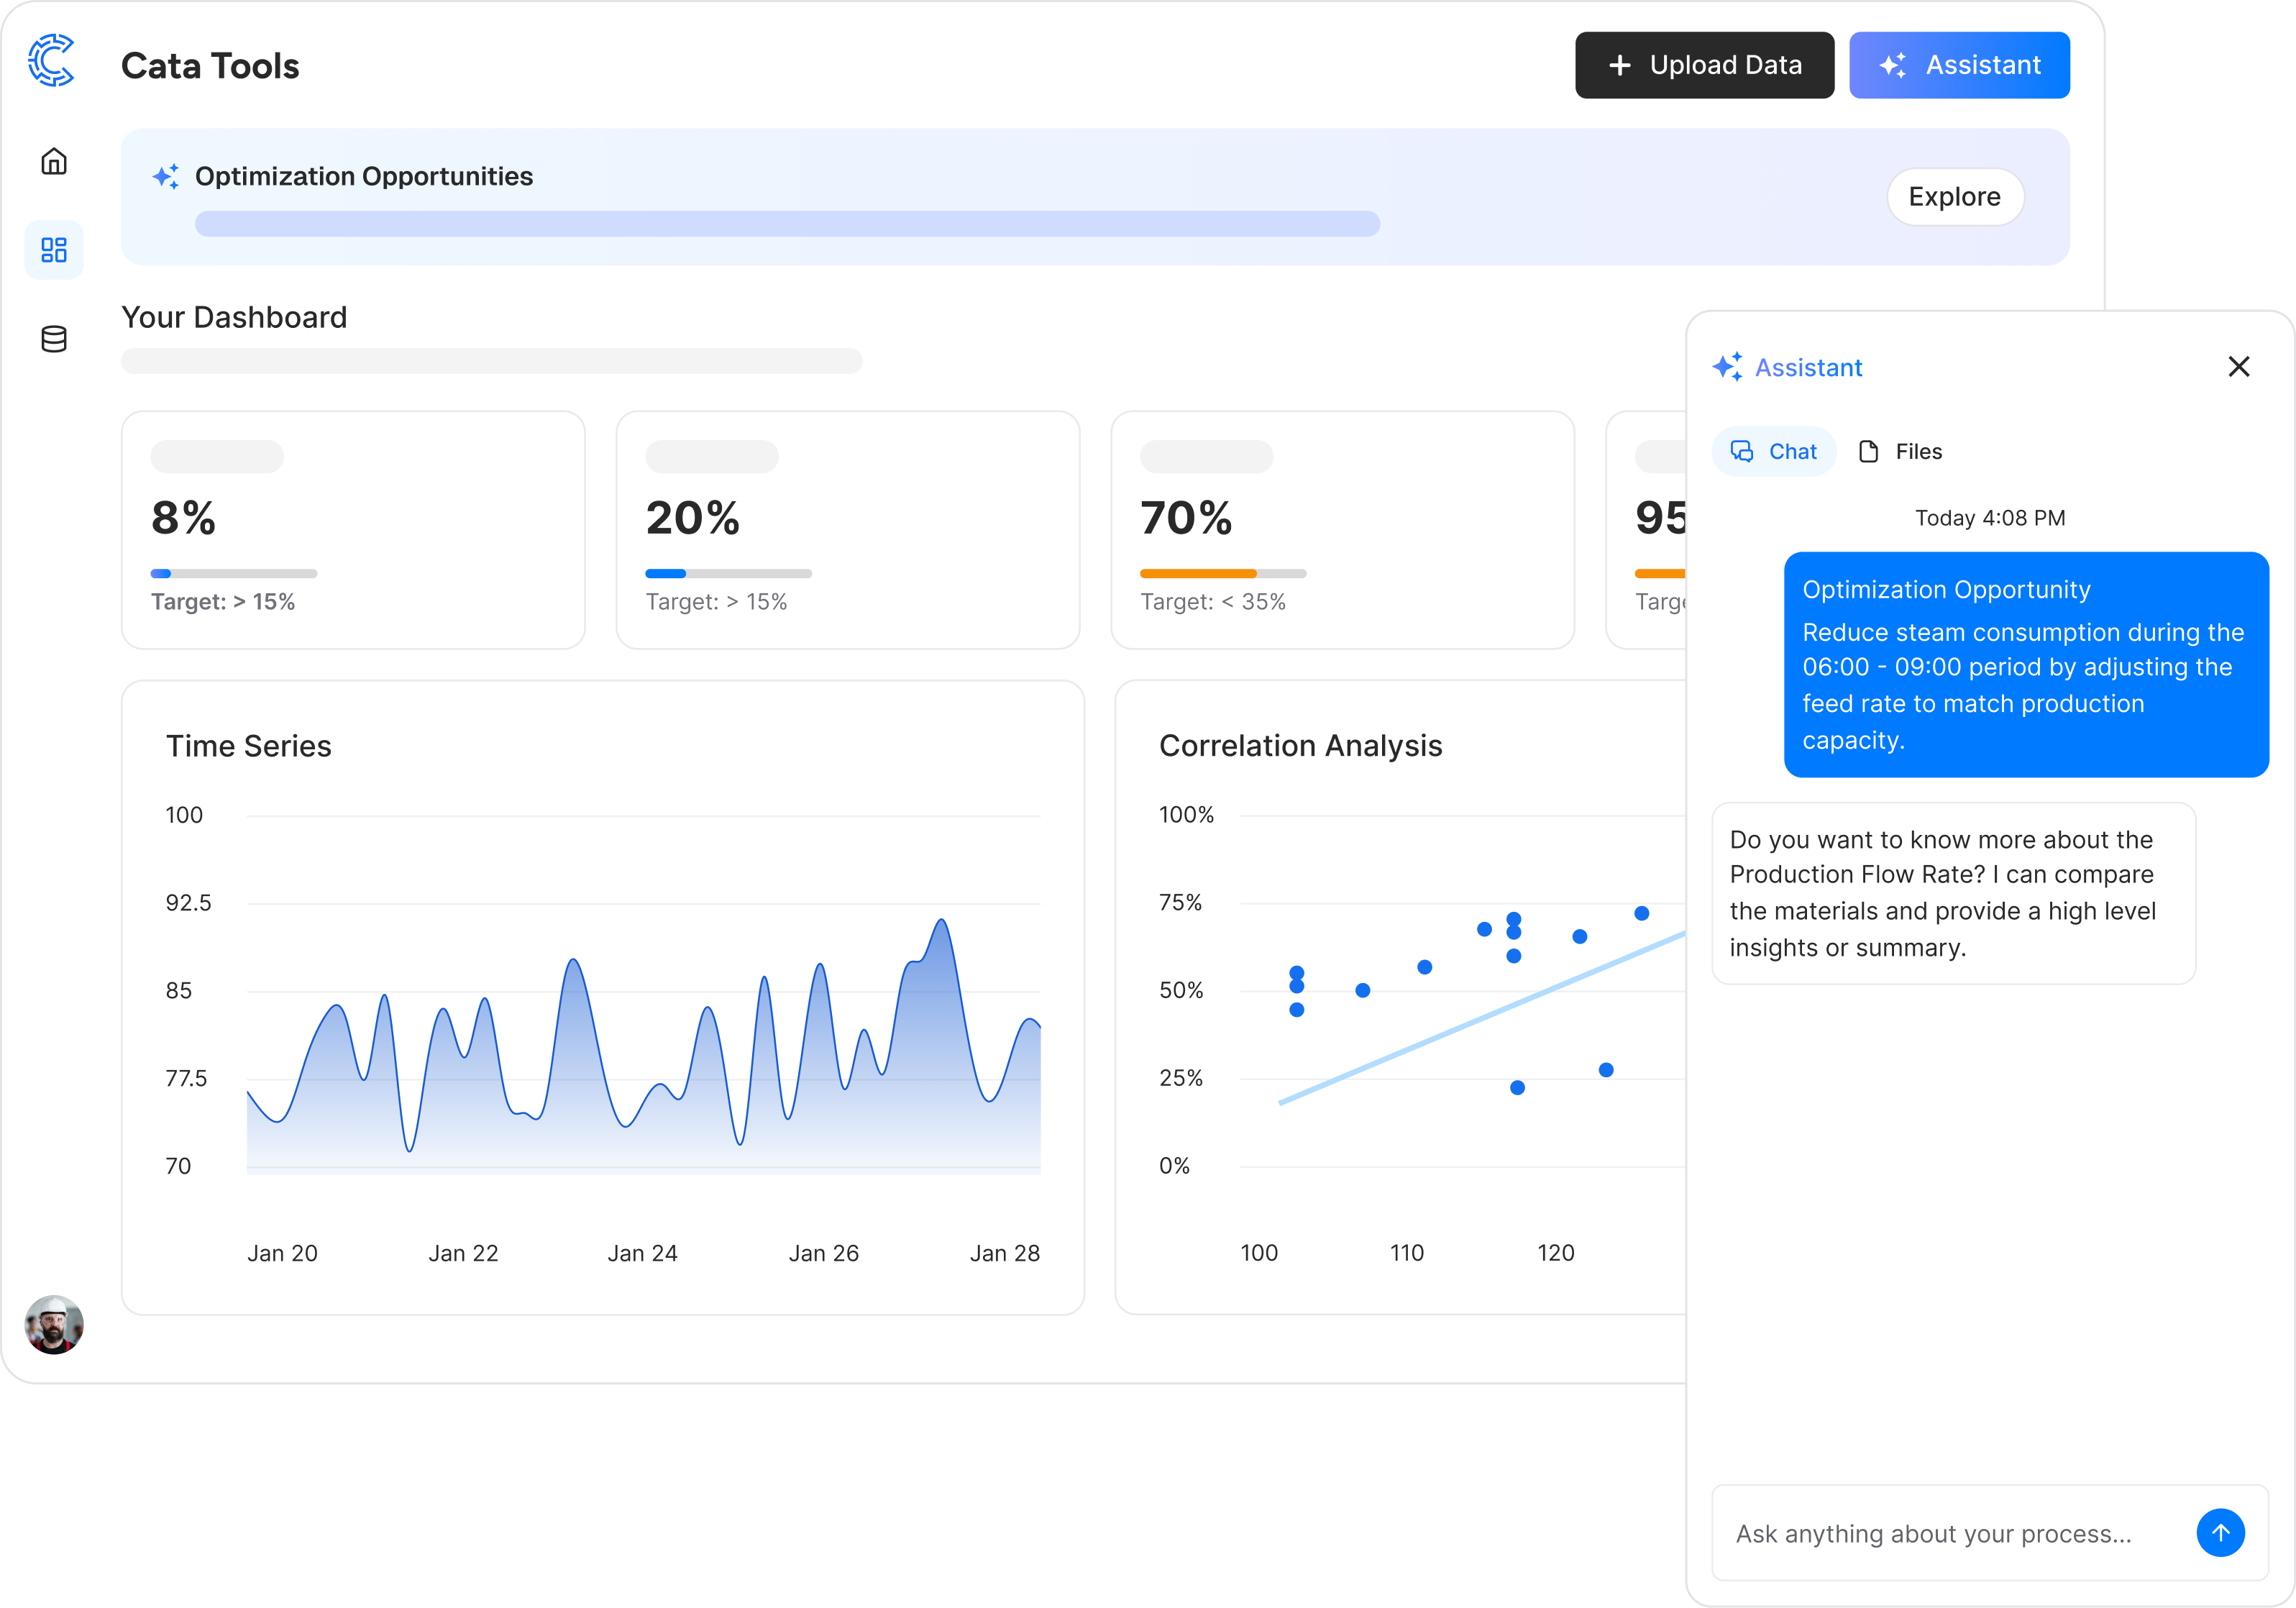 Cata Tools
+ Upload Data
Assistant
Optimization Opportunities
Explore
Your Dashboard
8%
Target: > 15%
20%
Target: > 15%
70%
Target: < 35%
95
Targe
Time Series
100
92.5
85
77.5
70
Jan 20
Jan 22
Jan 24
Jan 26
Jan 28
Correlation Analysis
100%
75%
50%
25%
0%
100
110
120
Assistant
Chat
Files
Today 4:08 PM
Optimization Opportunity
Reduce steam consumption during the
06:00 - 09:00 period by adjusting the
feed rate to match production
capacity.
Do you want to know more about the
Production Flow Rate? I can compare
the materials and provide a high level
insights or summary.
Ask anything about your process...